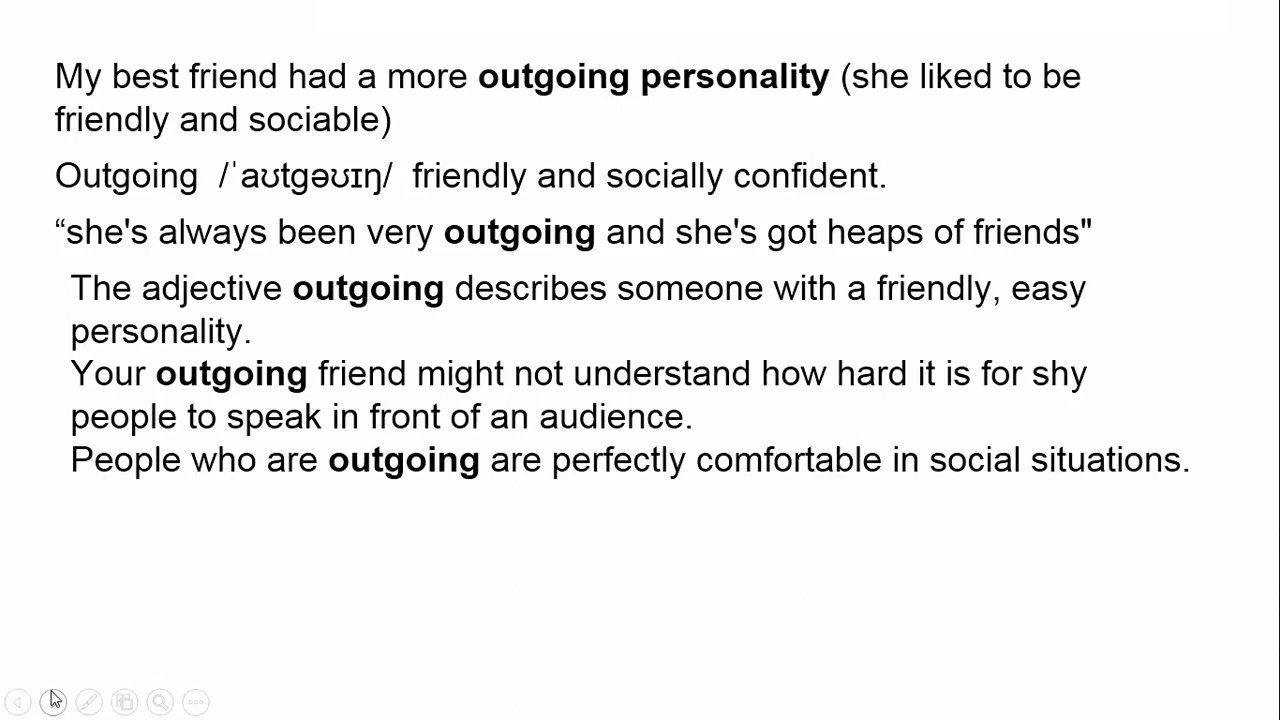 My best friend had a more outgoing personality (she liked to be
friendly and sociable)
Outgoing /ˈaʊtgəʊɪŋ/ friendly and socially confident.
“she's always been very outgoing and she's got heaps of friends"
The adjective outgoing describes someone with a friendly, easy
personality.
Your outgoing friend might not understand how hard it is for shy
people to speak in front of an audience.
People who are outgoing are perfectly comfortable in social situations.